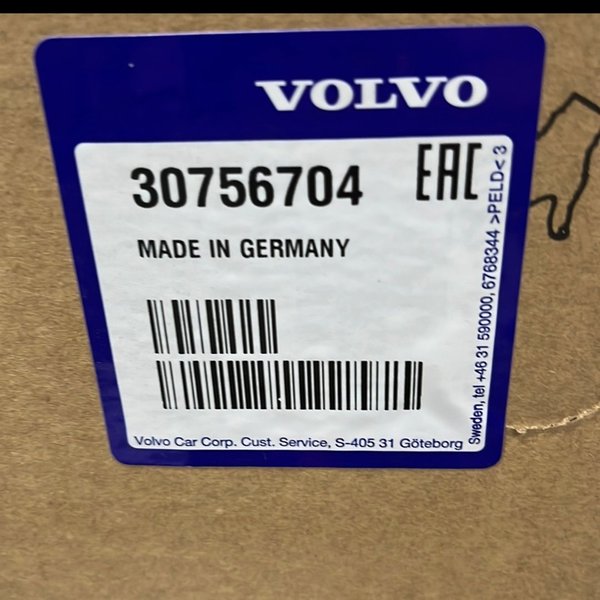 VOLVO
30756704
EAC
MADE IN GERMANY
Volvo Car Corp. Cust. Service, S-405 31 Göteborg
Sweden, tel +46 31 590000, 6768344 >PELD< 3